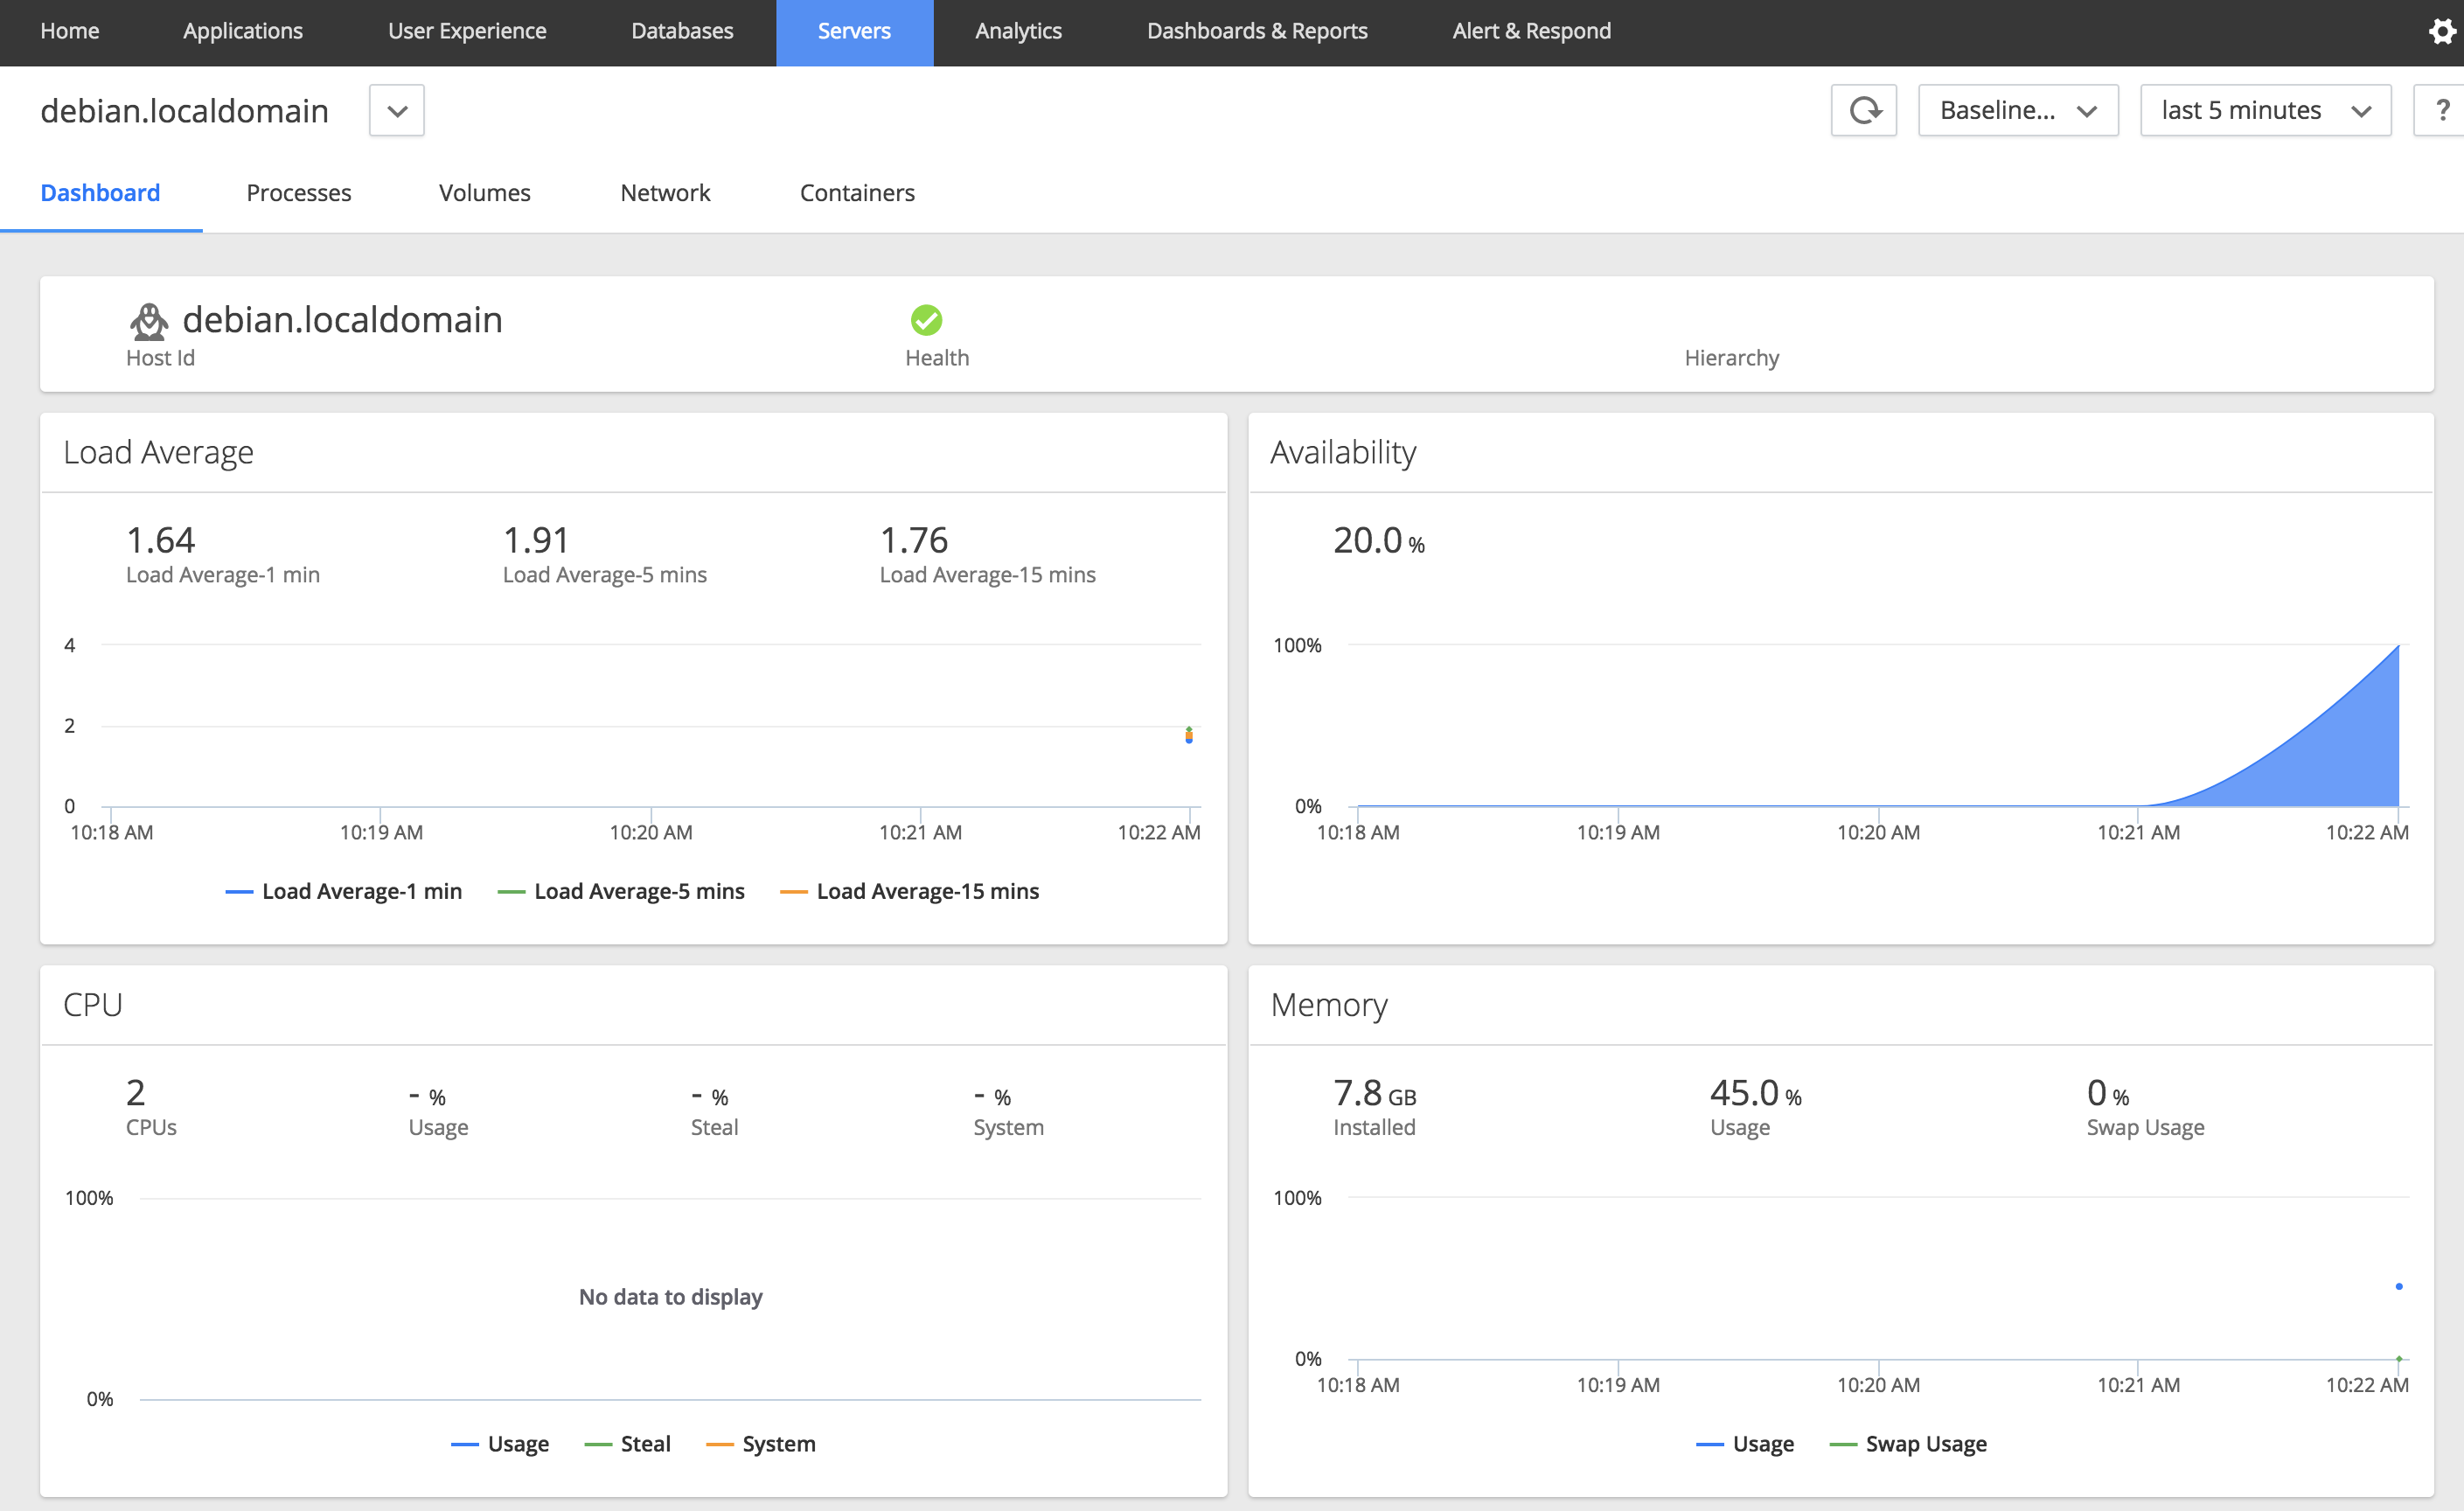 Home Applications User Experience Databases Servers Analytics Dashboards & Reports Alert & Respond
debian.localdomain Baseline... last 5 minutes ?
Dashboard Processes Volumes Network Containers
debian.localdomain
Host Id Health Hierarchy
Load Average
1.64 1.91 1.76
Load Average-1 min Load Average-5 mins Load Average-15 mins
4
2
0
10:18 AM 10:19 AM 10:20 AM 10:21 AM 10:22 AM
Load Average-1 min Load Average-5 mins Load Average-15 mins
Availability
20.0 %
100%
0%
10:18 AM 10:19 AM 10:20 AM 10:21 AM 10:22 AM
CPU
2 - % - % - %
CPUs Usage Steal System
100%
No data to display
0%
Usage Steal System
Memory
7.8 GB 45.0 % 0 %
Installed Usage Swap Usage
100%
0%
10:18 AM 10:19 AM 10:20 AM 10:21 AM 10:22 AM
Usage Swap Usage